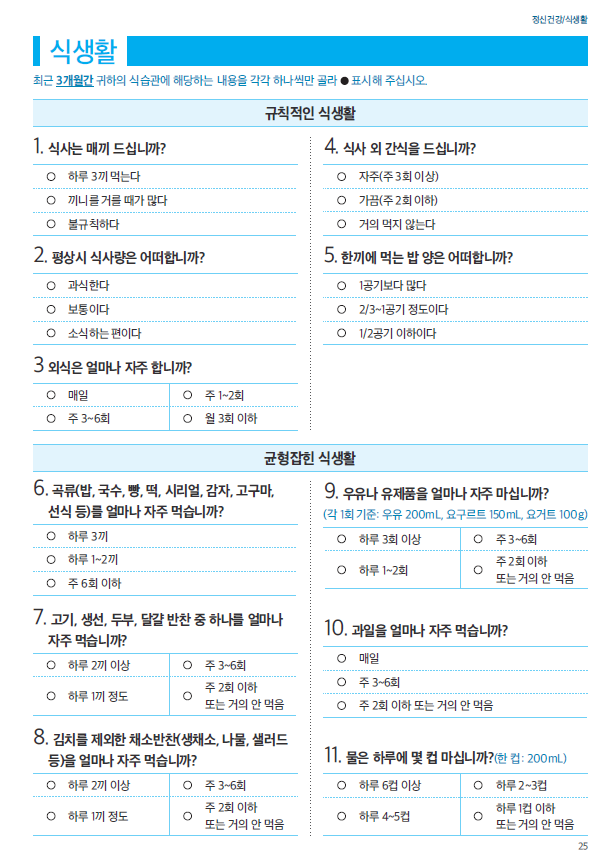 정신건강/식생활
식생활
최근 3개월간 귀하의 식습관에 해당하는 내용을 각각 하나씩만 골라 ● 표시해 주십시오.
규칙적인 식생활
1. 식사는 매끼 드십니까?
○ 하루 3끼 먹는다
○ 끼니를 거를 때가 많다
○ 불규칙하다
2. 평상시 식사량은 어떠합니까?
○ 과식한다
○ 보통이다
○ 소식하는 편이다
3 외식은 얼마나 자주 합니까?
○ 매일 ○ 주 1~2회
○ 주 3~6회 ○ 월 3회 이하
4. 식사 외 간식을 드십니까?
○ 자주(주 3회 이상)
○ 가끔(주 2회 이하)
○ 거의 먹지 않는다
5. 한끼에 먹는 밥 양은 어떠합니까?
○ 1공기보다 많다
○ 2/3~1공기 정도이다
○ 1/2공기 이하이다
균형잡힌 식생활
6. 곡류(밥, 국수, 빵, 떡, 시리얼, 감자, 고구마,
선식 등)를 얼마나 자주 먹습니까?
○ 하루 3끼
○ 하루 1~2끼
○ 주 6회 이하
7. 고기, 생선, 두부, 달걀 반찬 중 하나를 얼마나
자주 먹습니까?
○ 하루 2끼 이상 ○ 주 3~6회
○ 하루 1끼 정도 ○ 주 2회 이하
또는 거의 안 먹음
8. 김치를 제외한 채소반찬(생채소, 나물, 샐러드
등)을 얼마나 자주 먹습니까?
○ 하루 2끼 이상 ○ 주 3~6회
○ 하루 1끼 정도 ○ 주 2회 이하
또는 거의 안 먹음
9. 우유나 유제품을 얼마나 자주 마십니까?
(각 1회 기준: 우유 200mL, 요구르트 150mL, 요거트 100g)
○ 하루 3회 이상 ○ 주 3~6회
○ 하루 1~2회 ○ 주 2회 이하
또는 거의 안 먹음
10. 과일을 얼마나 자주 먹습니까?
○ 매일
○ 주 3~6회
○ 주 2회 이하 또는 거의 안 먹음
11. 물은 하루에 몇 컵 마십니까?(한 컵: 200mL)
○ 하루 6컵 이상 ○ 하루 2~3컵
○ 하루 4~5컵 ○ 하루 1컵 이하
또는 거의 안 먹음
25